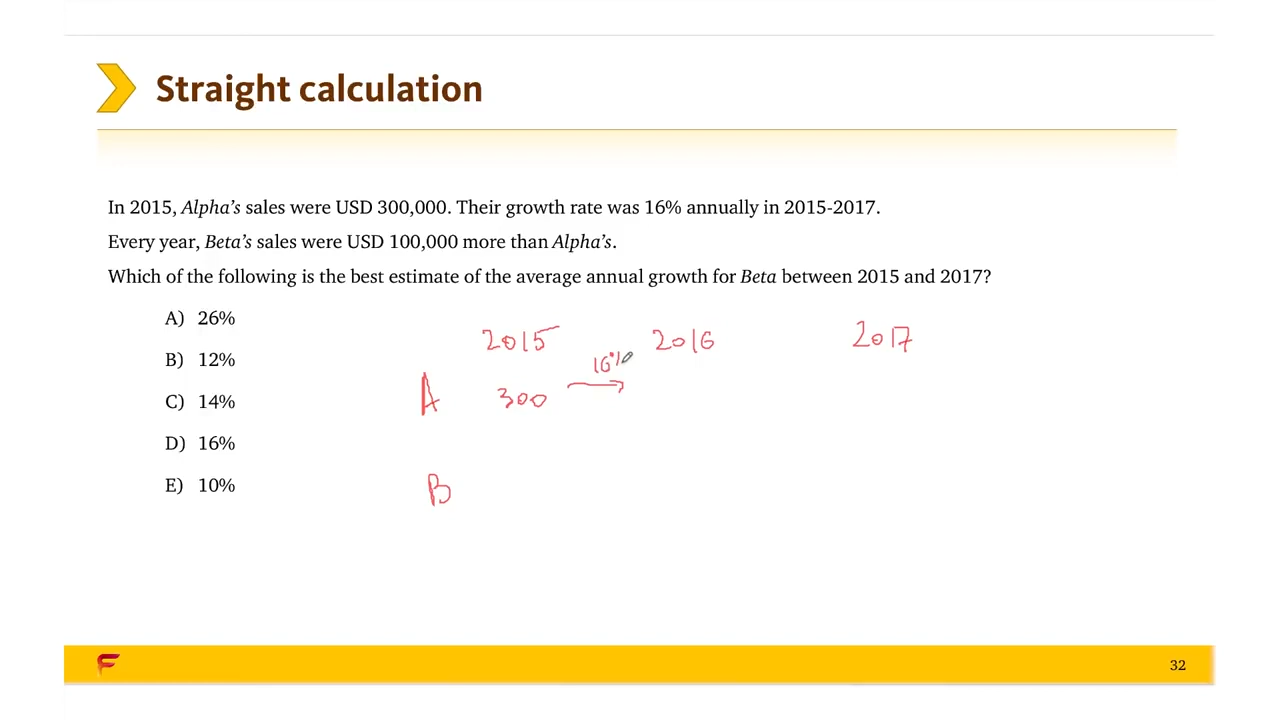 Straight calculation
In 2015, Alpha's sales were USD 300,000. Their growth rate was 16% annually in 2015-2017.
Every year, Beta's sales were USD 100,000 more than Alpha's.
Which of the following is the best estimate of the average annual growth for Beta between 2015 and 2017?
A) 26%
B) 12%
C) 14%
D) 16%
E) 10%
2015 2016 2017
16%
A 300
B
F
32